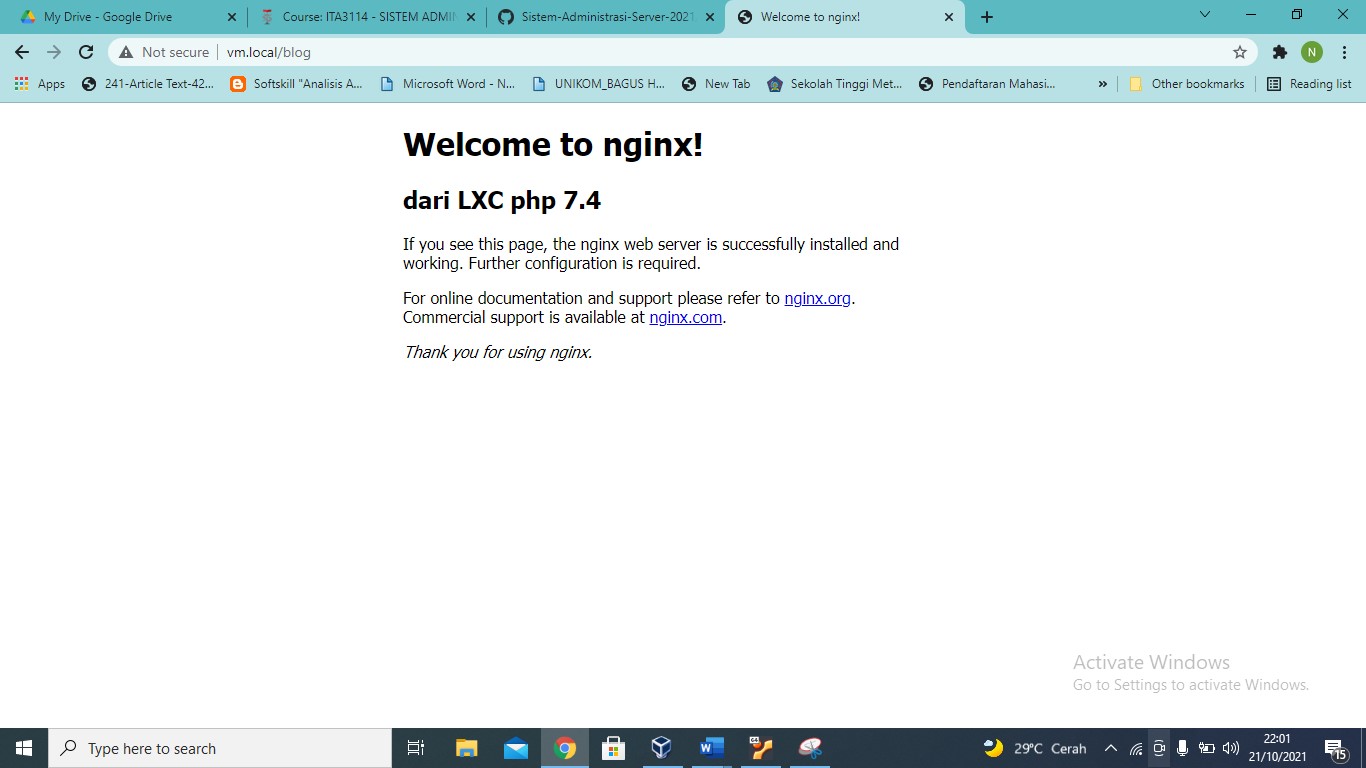 My Drive - Google Drive
Course: ITA3114 - SISTEM ADMIN
Sistem-Administrasi-Server-2021
Welcome to nginx!
Not secure
vm.local/blog
N
Apps
241-Article Text-42...
Softskill "Analisis A...
Microsoft Word - N...
UNIKOM_BAGUS H...
New Tab
Sekolah Tinggi Met...
Pendaftaran Mahasi...
»
Other bookmarks
Reading list
Welcome to nginx!
dari LXC php 7.4
If you see this page, the nginx web server is successfully installed and
working. Further configuration is required.
For online documentation and support please refer to nginx.org.
Commercial support is available at nginx.com.
Thank you for using nginx.
Activate Windows
Go to Settings to activate Windows.
Type here to search
64
29°C Cerah
22:01
21/10/2021
15